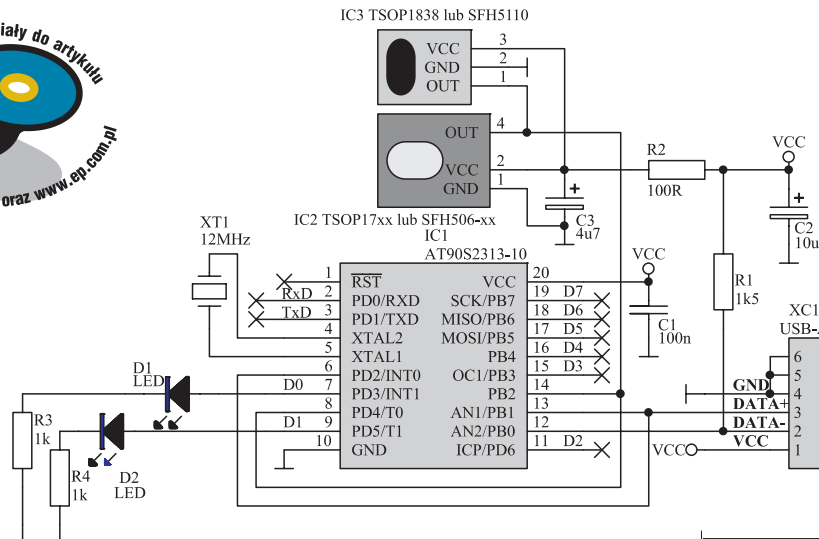 iały do artykułu
oraz www.ep.com.pl
IC3 TSOP1838 lub SFH5110
VCC 3
GND 2
OUT 1
OUT 4
VCC 2
GND 1
IC2 TSOP17xx lub SFH506-xx
R2
100R
VCC
+
C2
10u
+
C3
4u7
R1
1k5
XT1
12MHz
IC1
AT90S2313-10
1 RST
RxD 2 PD0/RXD
TxD 3 PD1/TXD
4 XTAL2
5 XTAL1
6 PD2/INT0
D0 7 PD3/INT1
8 PD4/T0
D1 9 PD5/T1
10 GND
VCC 20
SCK/PB7 19 D7
MISO/PB6 18 D6
MOSI/PB5 17 D5
PB4 16 D4
OC1/PB3 15 D3
PB2 14
AN1/PB1 13
AN2/PB0 12
ICP/PD6 11 D2
VCC
C1
100n
D1
LED
D2
LED
R3
1k
R4
1k
XC1
USB-
6
5
GND 4
DATA+ 3
DATA- 2
VCC VCC 1